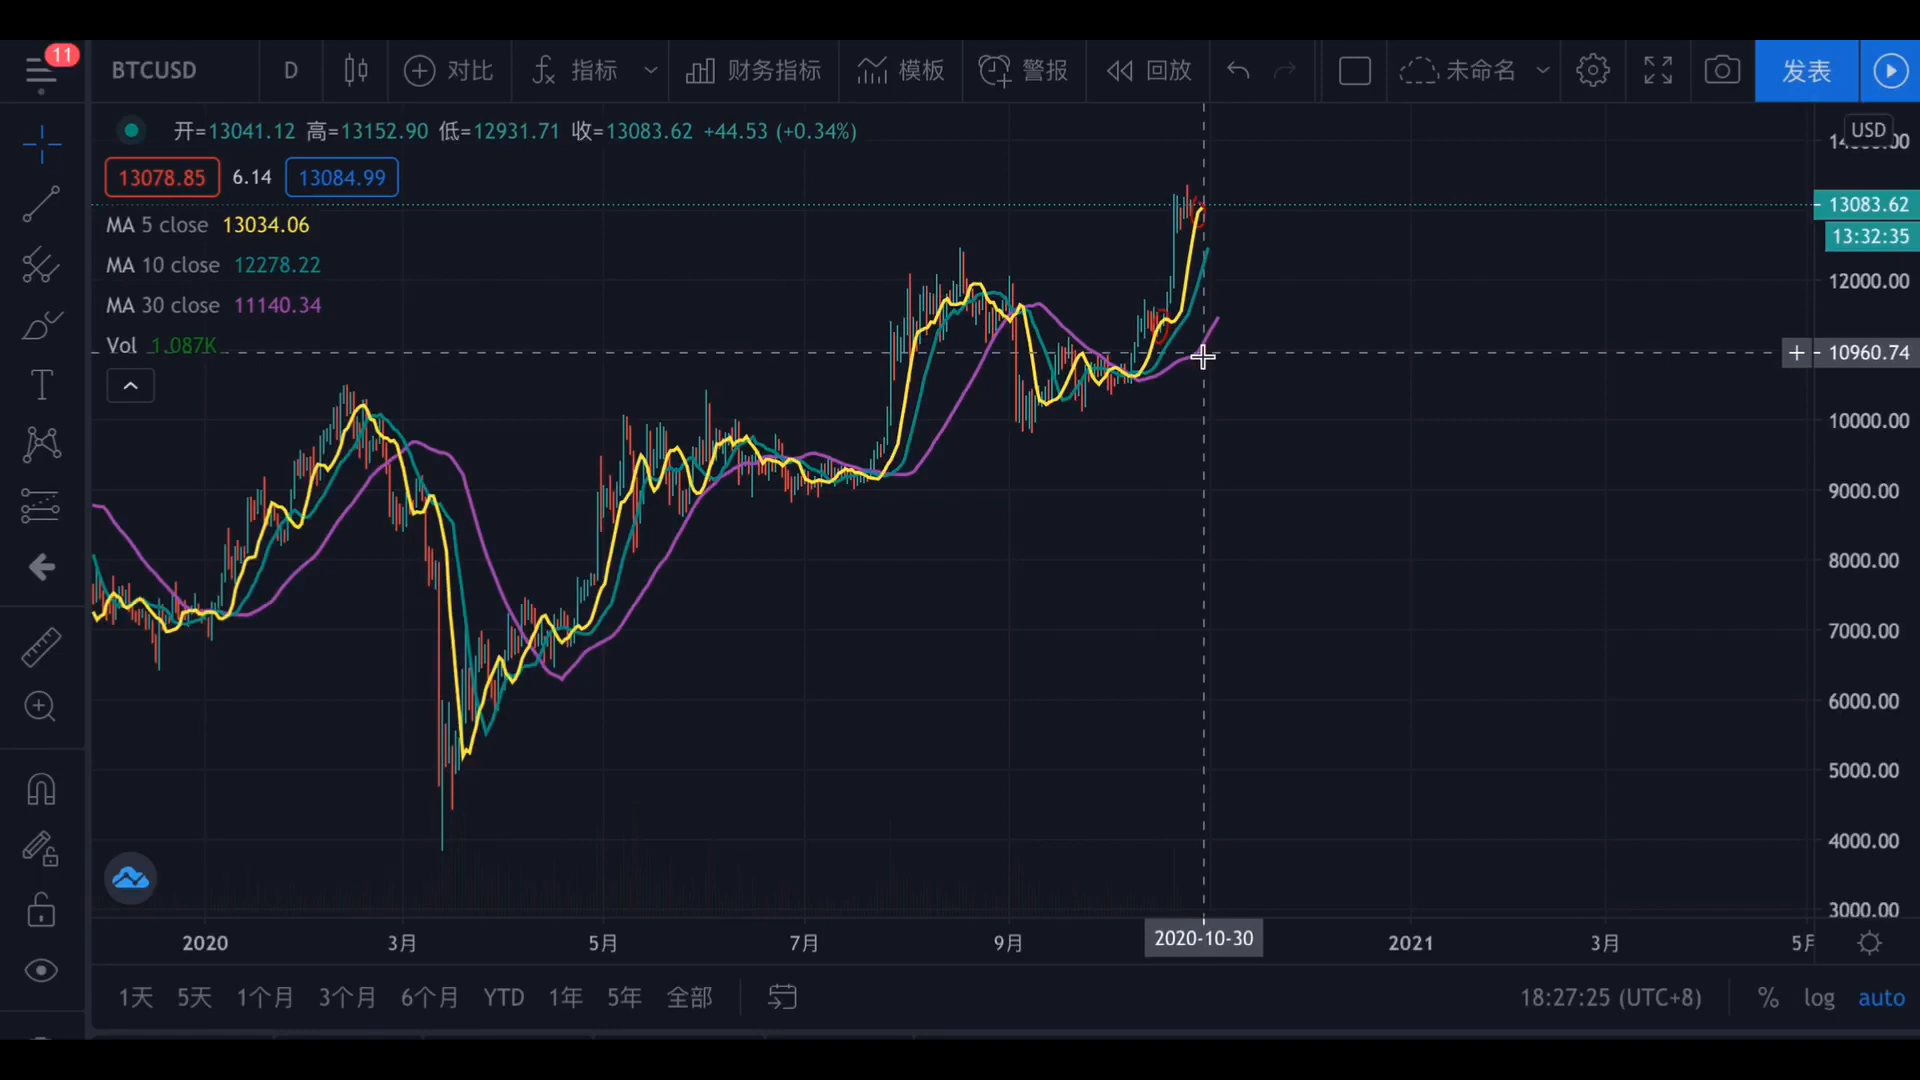 11
BTCUSD D 对比 指标 财务指标 模板 警报 回放 未命名 发表
开=13041.12 高=13152.90 低=12931.71 收=13083.62 +44.53 (+0.34%)
USD
13078.85 6.14 13084.99
13083.62
MA 5 close 13034.06
13:32:35
MA 10 close 12278.22
12000.00
MA 30 close 11140.34
Vol 1.087K
10960.74
10000.00
9000.00
8000.00
7000.00
6000.00
5000.00
4000.00
3000.00
2020 3月 5月 7月 9月 2020-10-30 2021 3月
1天 5天 1个月 3个月 6个月 YTD 1年 5年 全部 18:27:25 (UTC+8) % log auto